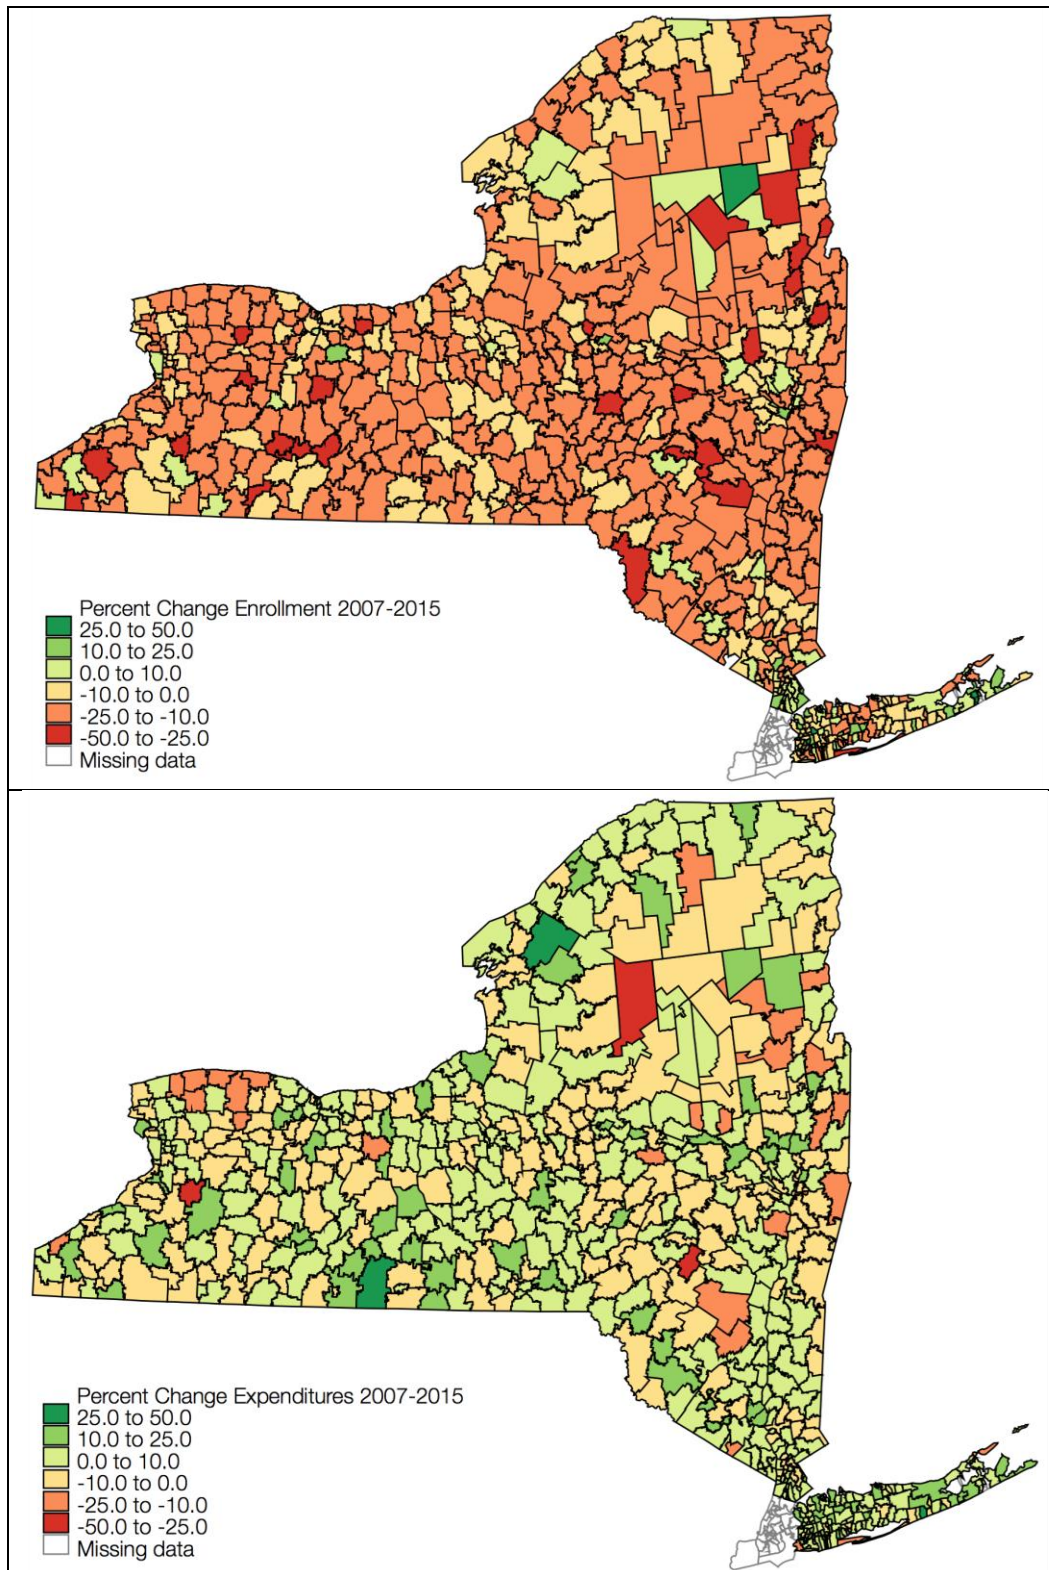 Percent Change Enrollment 2007-2015
25.0 to 50.0
10.0 to 25.0
0.0 to 10.0
-10.0 to 0.0
-25.0 to -10.0
-50.0 to -25.0
Missing data
Percent Change Expenditures 2007-2015
25.0 to 50.0
10.0 to 25.0
0.0 to 10.0
-10.0 to 0.0
-25.0 to -10.0
-50.0 to -25.0
Missing data